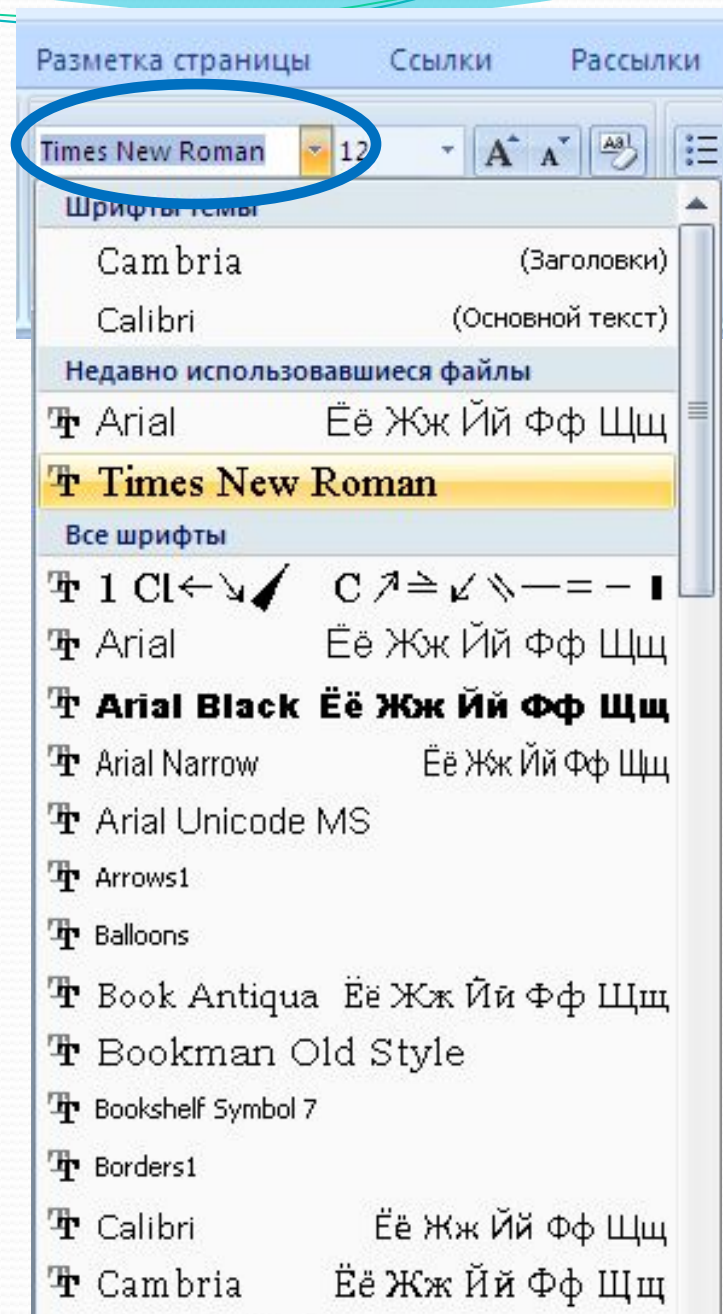 Разметка страницы Ссылки Рассылки
Times New Roman 12 A A Aa
Шрифты темы
Cambria (Заголовки)
Calibri (Основной текст)
Недавно использовавшиеся файлы
Arial Ёё Жж Йй Фф Щщ
Times New Roman
Все шрифты
1 Cl←↘ C ↗ ↙ — = –
Arial Ёё Жж Йй Фф Щщ
Arial Black Ёё Жж Йй Фф Щщ
Arial Narrow Ёё Жж Йй Фф Щщ
Arial Unicode MS
Arrows1
Balloons
Book Antiqua Ёё Жж Йй Фф Щщ
Bookman Old Style
Bookshelf Symbol 7
Borders1
Calibri Ёё Жж Йй Фф Щщ
Cambria Ёё Жж Йй Фф Щщ